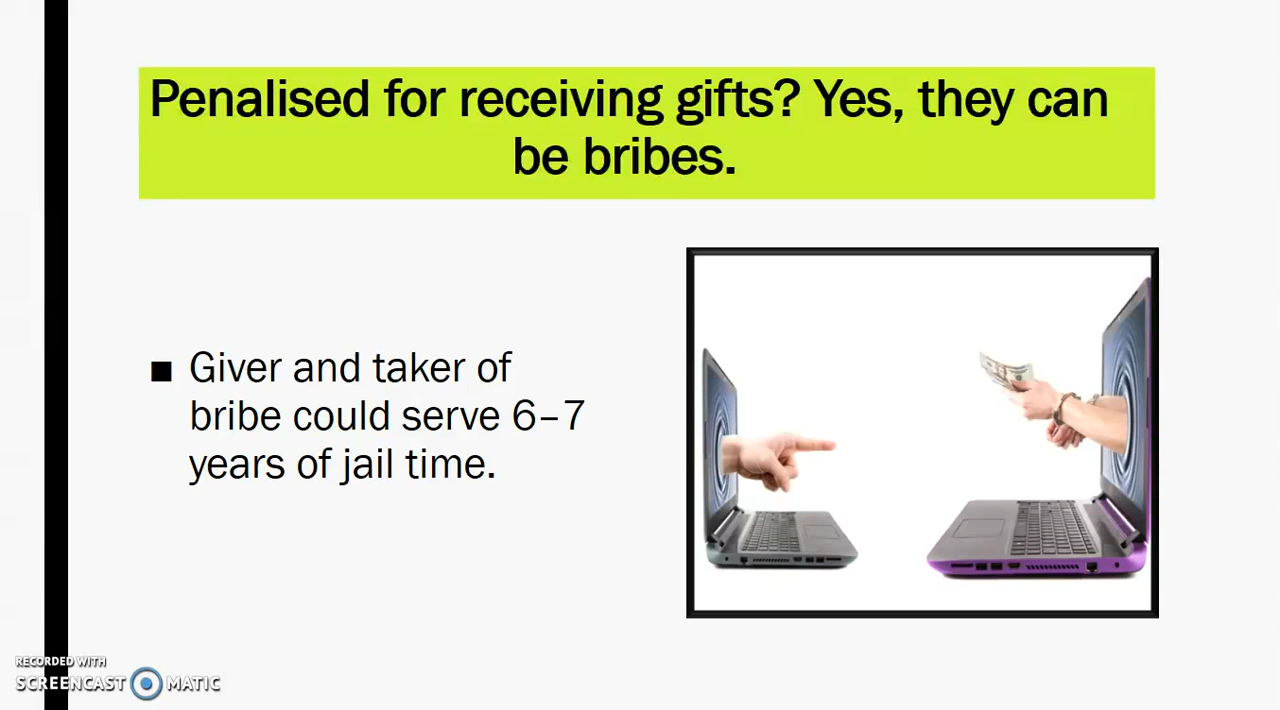 Penalised for receiving gifts? Yes, they can
be bribes.
■ Giver and taker of
bribe could serve 6–7
years of jail time.
RECORDED WITH
SCREENCAST MATIC